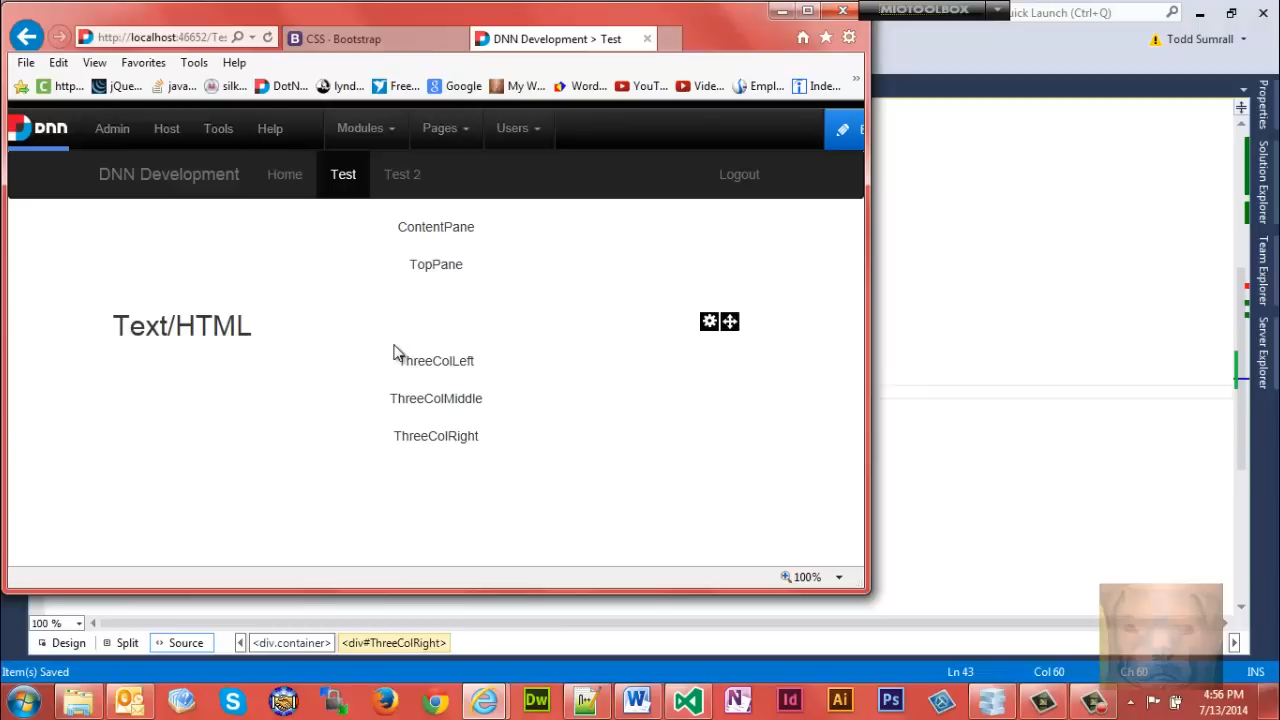 MIOTOOLBOX
uick Launch (Ctrl+Q)
http://localhost:46652/Tes
CSS - Bootstrap
DNN Development > Test
Todd Sumrall
File Edit View Favorites Tools Help
http... jQue... java... silk... DotN... lynd... Free... Google My W... Word... YouT... Vide... Empl... Inde...
DNN Admin Host Tools Help Modules Pages Users E
DNN Development Home Test Test 2 Logout
ContentPane
TopPane
Text/HTML
ThreeColLeft
ThreeColMiddle
ThreeColRight
100%
Properties
Solution Explorer
Team Explorer
Server Explorer
100 %
Design Split Source <div.container> <div#ThreeColRight>
Item(s) Saved Ln 43 Col 60 Ch 60 INS
4:56 PM
7/13/2014